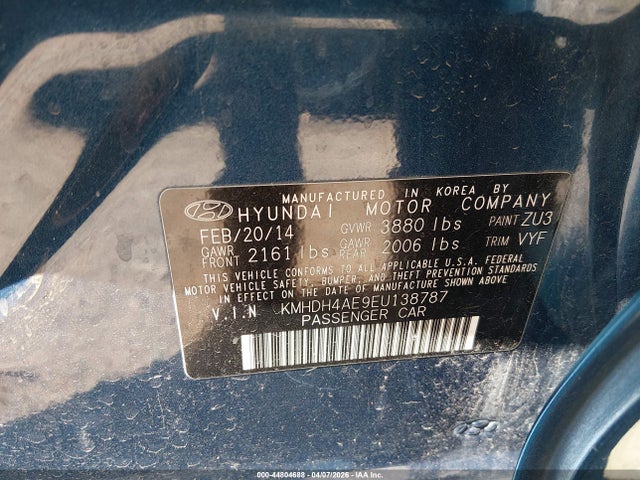 MANUFACTURED IN KOREA BY
HYUNDAI MOTOR COMPANY
FEB/20/14 GVWR 3880 lbs PAINT ZU3
GAWR FRONT 2161 lbs GAWR REAR 2006 lbs TRIM VYF
THIS VEHICLE CONFORMS TO ALL APPLICABLE U.S.A. FEDERAL
MOTOR VEHICLE SAFETY, BUMPER, AND THEFT PREVENTION STANDARDS
IN EFFECT ON THE DATE OF MANUFACTURE SHOWN ABOVE
V.I.N KMHDH4AE9EU138787
PASSENGER CAR
000-44804688 - 04/07/2026 - IAA Inc.